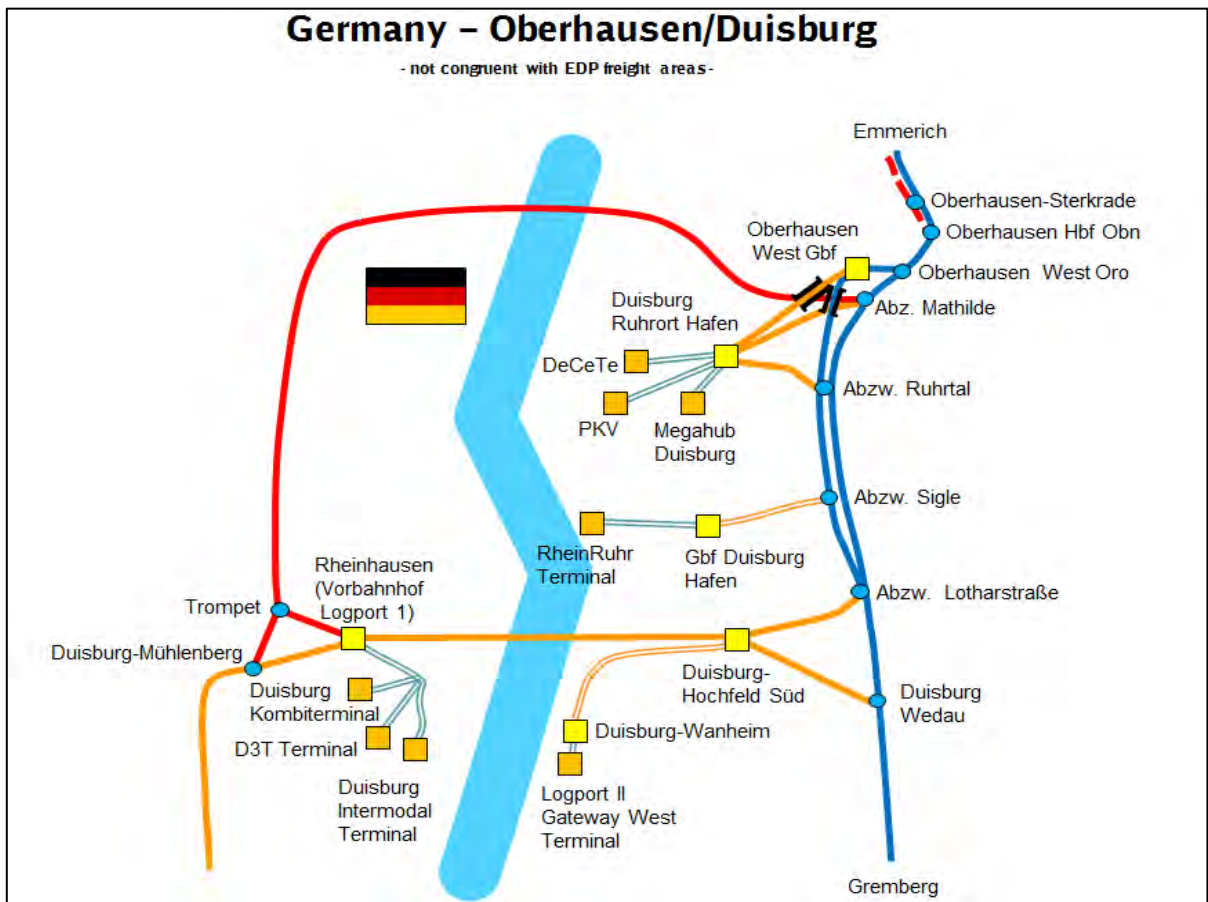 Germany – Oberhausen/Duisburg
- not congruent with EDP freight areas-
Emmerich
Oberhausen-Sterkrade
Oberhausen Hbf Obn
Oberhausen
West Gbf
Oberhausen West Oro
Abz. Mathilde
Duisburg
Ruhrort Hafen
DeCeTe
Abzw. Ruhrtal
PKV
Megahub
Duisburg
Abzw. Sigle
RheinRuhr
Terminal
Gbf Duisburg
Hafen
Rheinhausen
(Vorbahnhof
Logport 1)
Abzw. Lotharstraße
Trompet
Duisburg-Mühlenberg
Duisburg
Kombiterminal
Duisburg-
Hochfeld Süd
Duisburg
Wedau
D3T Terminal
Duisburg-Wanheim
Duisburg
Intermodal
Terminal
Logport II
Gateway West
Terminal
Gremberg